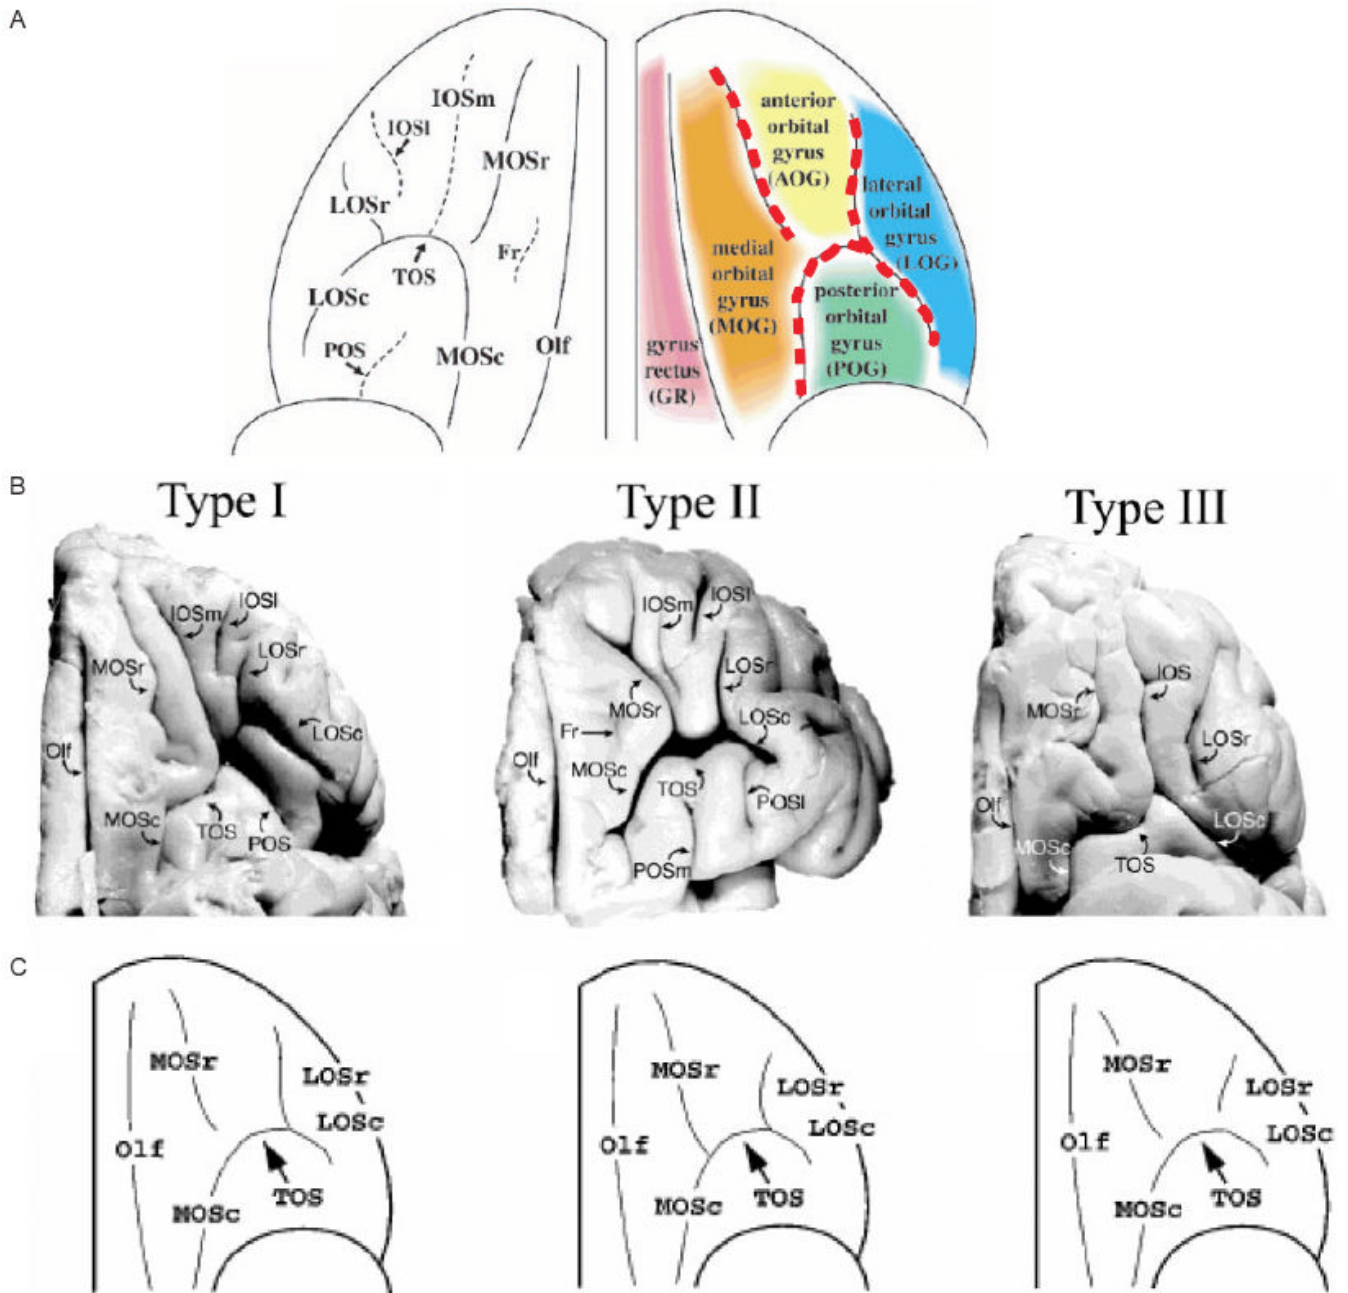 A
IOSm
IOSl
MOSr
LOSr
Fr
TOS
LOSc
POS
MOSc
Olf
anterior
orbital
gyrus
(AOG)
lateral
orbital
gyrus
(LOG)
medial
orbital
gyrus
(MOG)
posterior
orbital
gyrus
(POG)
gyrus
rectus
(GR)
B
Type I
IOSm
IOSl
LOSr
MOSr
LOSc
Olf
MOSc
TOS
POS
Type II
IOSm
IOSl
LOSr
MOSr
LOSc
Fr
Olf
MOSc
TOS
POSl
POSm
Type III
IOS
MOSr
LOSr
Olf
LOSc
MOSc
TOS
C
MOSr
LOSr
LOSc
Olf
TOS
MOSc
MOSr
LOSr
LOSc
Olf
TOS
MOSc
MOSr
LOSr
LOSc
Olf
TOS
MOSc